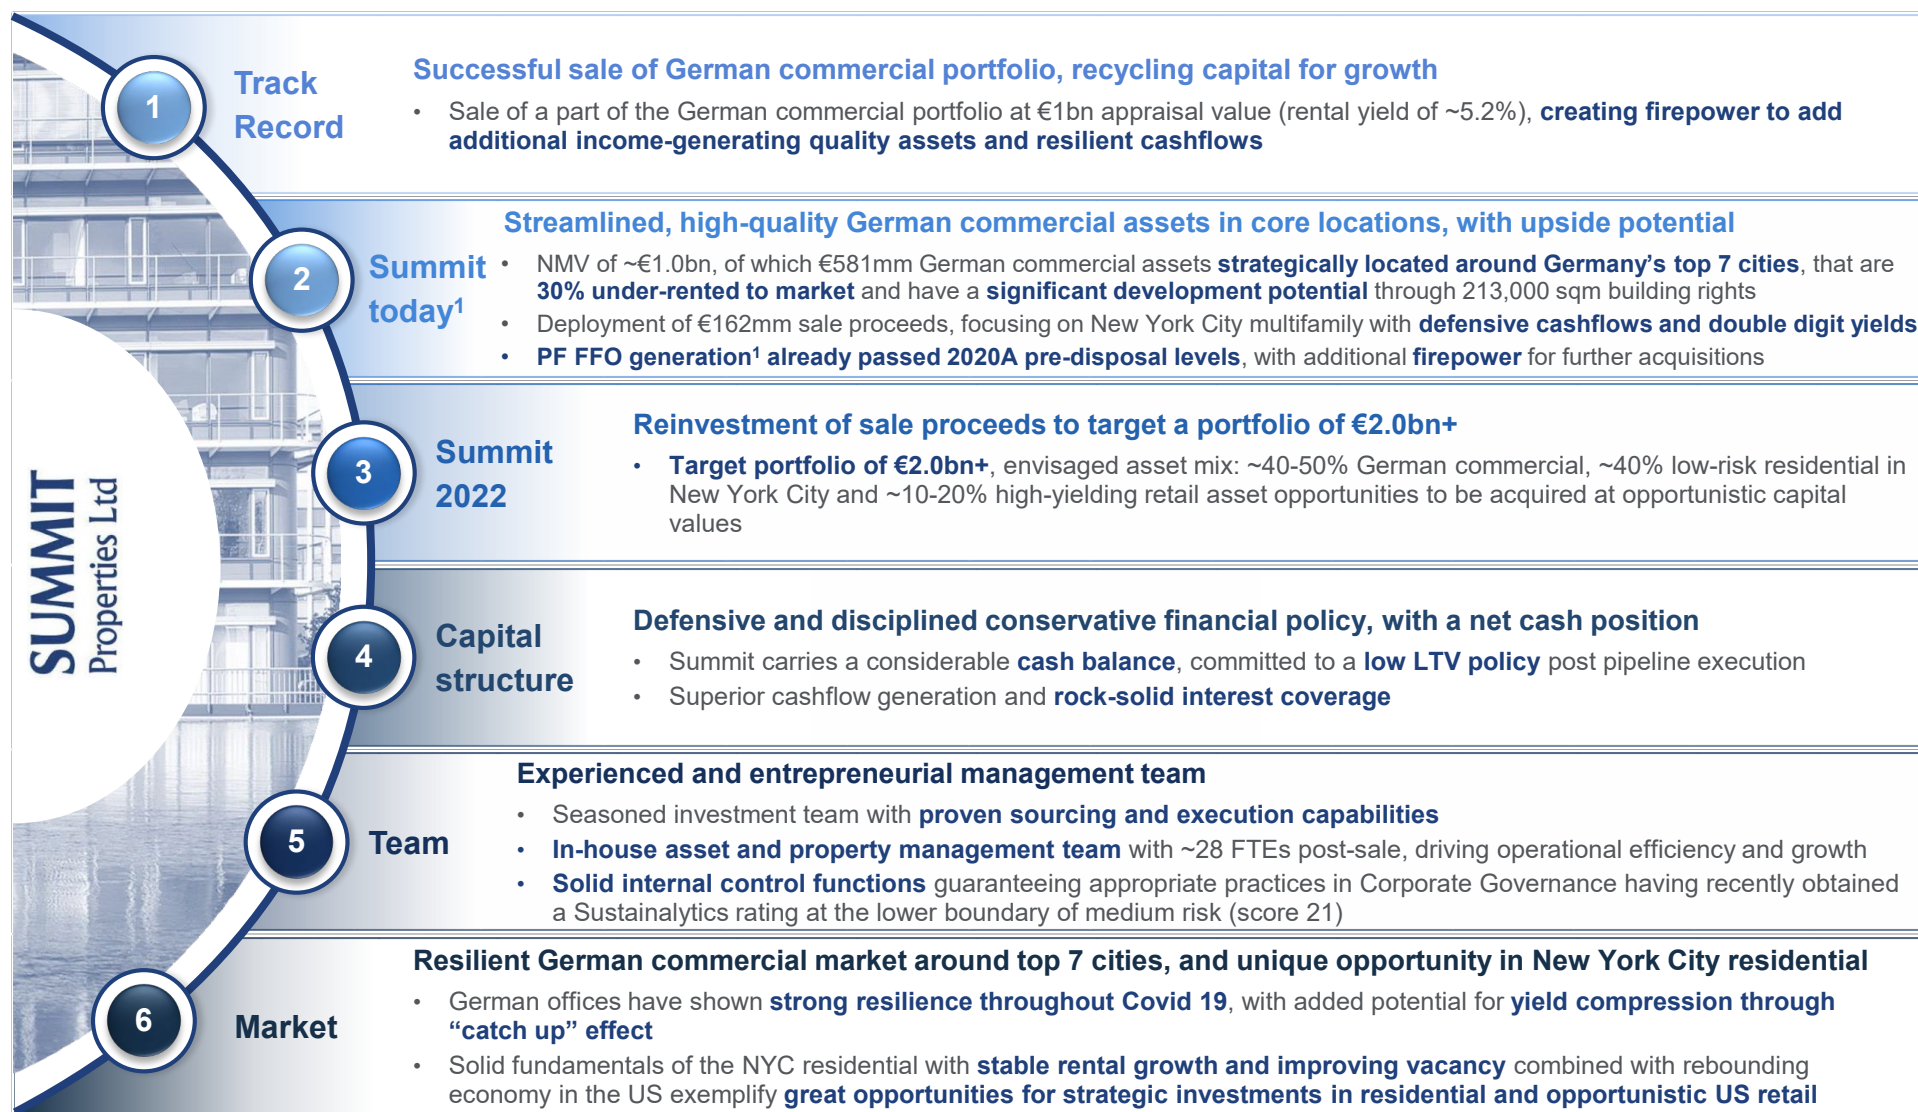 SUMMIT
Properties Ltd
1
Track
Record
Successful sale of German commercial portfolio, recycling capital for growth
• Sale of a part of the German commercial portfolio at €1bn appraisal value (rental yield of ~5.2%), creating firepower to add
additional income-generating quality assets and resilient cashflows
2
Summit
today1
Streamlined, high-quality German commercial assets in core locations, with upside potential
• NMV of ~€1.0bn, of which €581mm German commercial assets strategically located around Germany’s top 7 cities, that are
30% under-rented to market and have a significant development potential through 213,000 sqm building rights
• Deployment of €162mm sale proceeds, focusing on New York City multifamily with defensive cashflows and double digit yields
• PF FFO generation1 already passed 2020A pre-disposal levels, with additional firepower for further acquisitions
3
Summit
2022
Reinvestment of sale proceeds to target a portfolio of €2.0bn+
• Target portfolio of €2.0bn+, envisaged asset mix: ~40-50% German commercial, ~40% low-risk residential in
New York City and ~10-20% high-yielding retail asset opportunities to be acquired at opportunistic capital
values
4
Capital
structure
Defensive and disciplined conservative financial policy, with a net cash position
• Summit carries a considerable cash balance, committed to a low LTV policy post pipeline execution
• Superior cashflow generation and rock-solid interest coverage
5
Team
Experienced and entrepreneurial management team
• Seasoned investment team with proven sourcing and execution capabilities
• In-house asset and property management team with ~28 FTEs post-sale, driving operational efficiency and growth
• Solid internal control functions guaranteeing appropriate practices in Corporate Governance having recently obtained
a Sustainalytics rating at the lower boundary of medium risk (score 21)
6
Market
Resilient German commercial market around top 7 cities, and unique opportunity in New York City residential
• German offices have shown strong resilience throughout Covid 19, with added potential for yield compression through
“catch up” effect
• Solid fundamentals of the NYC residential with stable rental growth and improving vacancy combined with rebounding
economy in the US exemplify great opportunities for strategic investments in residential and opportunistic US retail